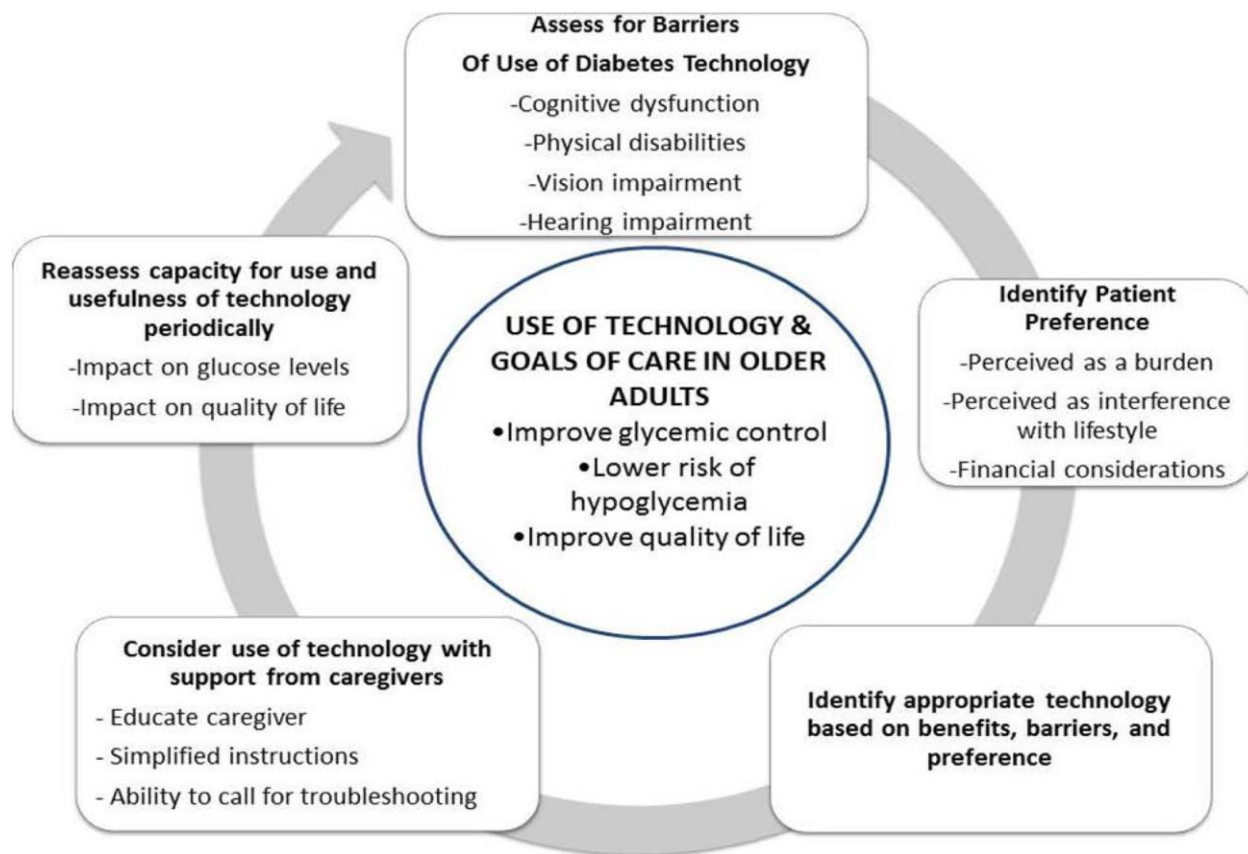 Assess for Barriers
Of Use of Diabetes Technology
-Cognitive dysfunction
-Physical disabilities
-Vision impairment
-Hearing impairment
Identify Patient
Preference
-Perceived as a burden
-Perceived as interference
with lifestyle
-Financial considerations
Identify appropriate technology
based on benefits, barriers, and
preference
Consider use of technology with
support from caregivers
- Educate caregiver
- Simplified instructions
- Ability to call for troubleshooting
Reassess capacity for use and
usefulness of technology
periodically
-Impact on glucose levels
-Impact on quality of life
USE OF TECHNOLOGY &
GOALS OF CARE IN OLDER
ADULTS
•Improve glycemic control
•Lower risk of
hypoglycemia
•Improve quality of life